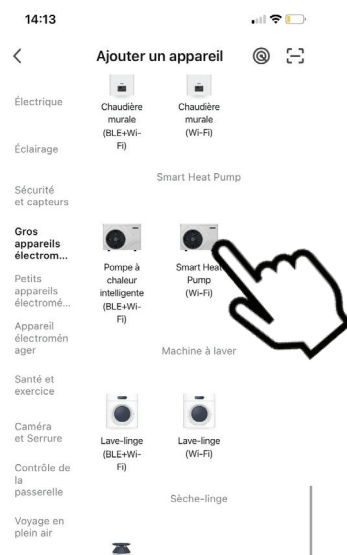 14:13
Ajouter un appareil
Électrique
Éclairage
Sécurité
et capteurs
Gros
appareils
électrom...
Petits
appareils
électromé...
Appareil
électromén
ager
Santé et
exercice
Caméra
et Serrure
Contrôle de
la
passerelle
Voyage en
plein air
Chaudière
murale
(BLE+Wi-
Fi)
Chaudière
murale
(Wi-Fi)
Smart Heat Pump
Pompe à
chaleur
intelligente
(BLE+Wi-
Fi)
Smart Heat
Pump
(Wi-Fi)
Machine à laver
Lave-linge
(BLE+Wi-
Fi)
Lave-linge
(Wi-Fi)
Sèche-linge